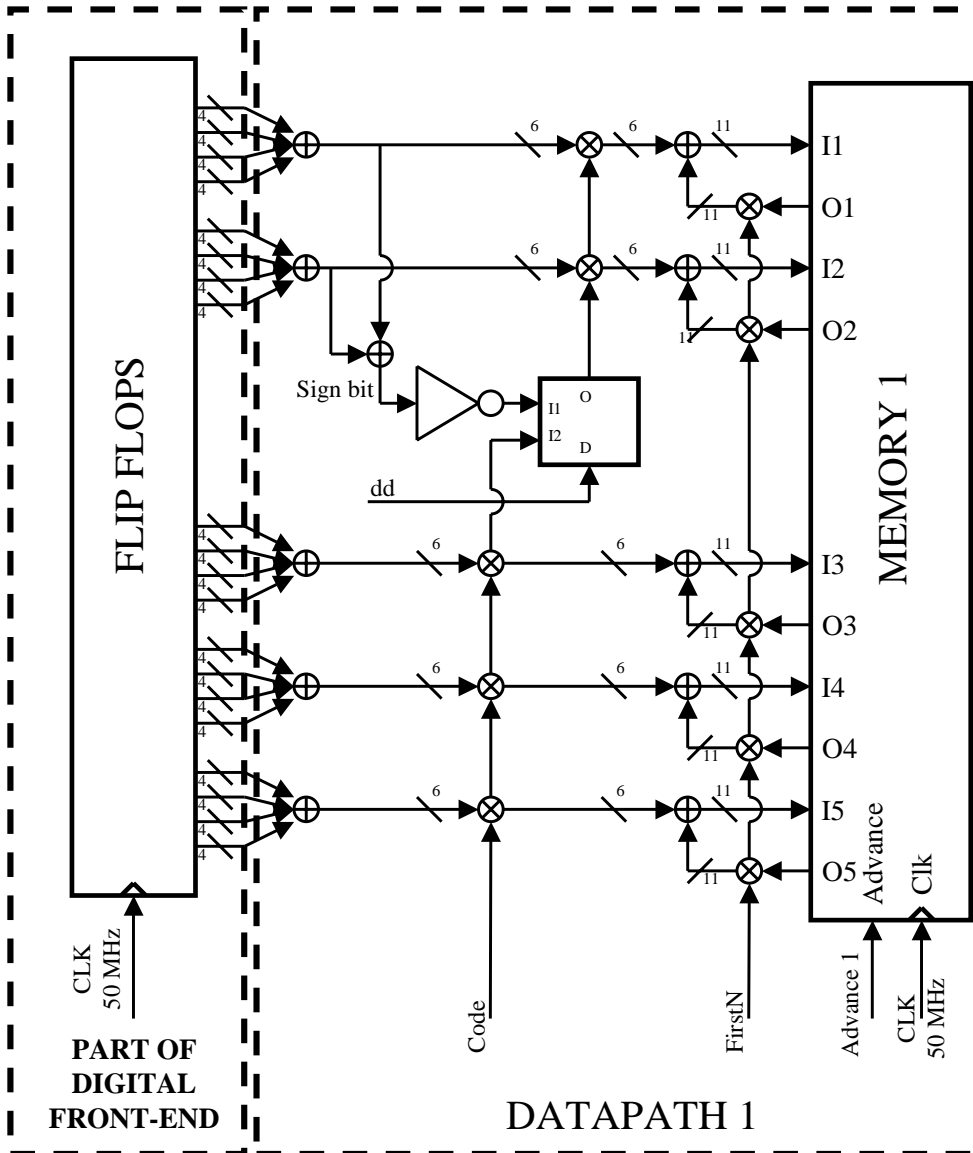 4
4
4
4
6
6
11
I1
11
O1
4
4
4
4
6
6
11
I2
11
O2
Sign bit
I1
O
I2
D
dd
FLIP FLOPS
MEMORY 1
4
4
4
4
6
6
11
I3
11
O3
4
4
4
4
6
6
11
I4
11
O4
4
4
4
4
6
6
11
I5
11
O5
Advance
Clk
CLK
50 MHz
Code
FirstN
Advance 1
CLK
50 MHz
PART OF
DIGITAL
FRONT-END
DATAPATH 1